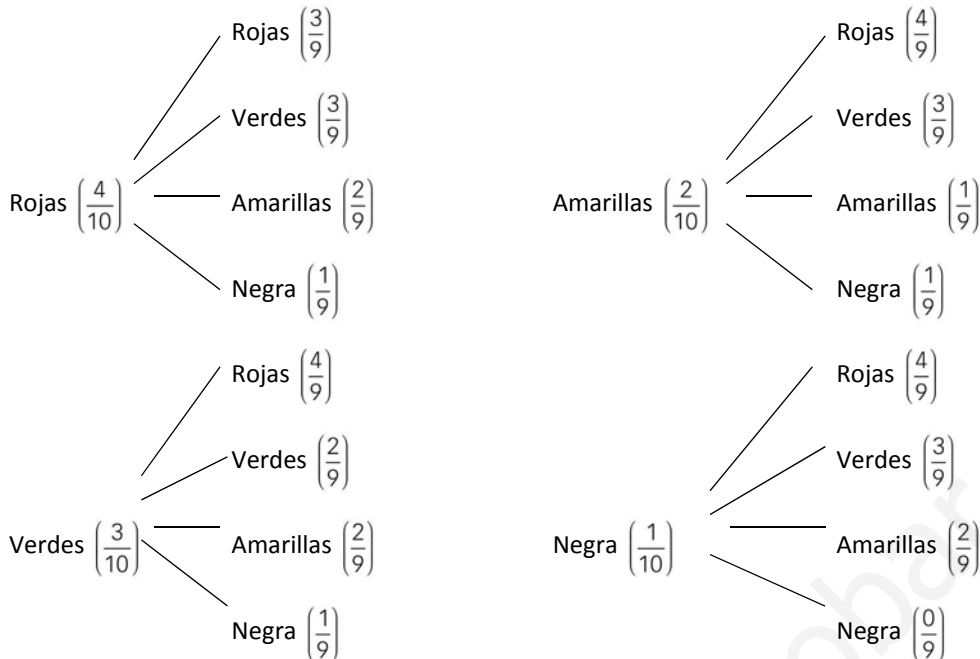 Rojas (3/9)
Verdes (3/9)
Rojas (4/10)
Amarillas (2/9)
Negra (1/9)
Rojas (4/9)
Verdes (3/9)
Amarillas (2/10)
Amarillas (1/9)
Negra (1/9)
Rojas (4/9)
Verdes (2/9)
Verdes (3/10)
Amarillas (2/9)
Negra (1/9)
Rojas (4/9)
Verdes (3/9)
Negra (1/10)
Amarillas (2/9)
Negra (0/9)